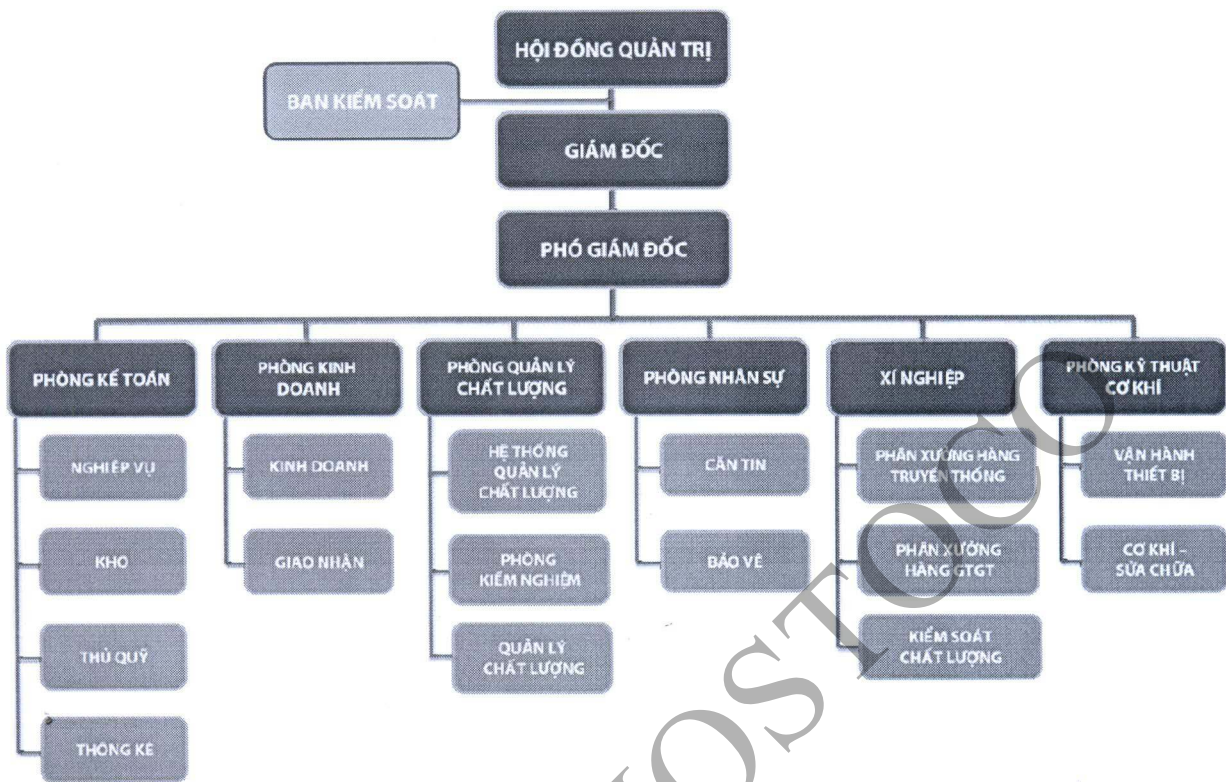 HỘI ĐỒNG QUẢN TRỊ
BAN KIỂM SOÁT
GIÁM ĐỐC
PHÓ GIÁM ĐỐC
PHÒNG KẾ TOÁN
NGHIỆP VỤ
KHO
THỦ QUỸ
THỐNG KÊ
PHÒNG KINH
DOANH
KINH DOANH
GIAO NHẬN
PHÒNG QUẢN LÝ
CHẤT LƯỢNG
HỆ THỐNG
QUẢN LÝ
CHẤT LƯỢNG
PHÒNG
KIỂM NGHIỆM
QUẢN LÝ
CHẤT LƯỢNG
PHÒNG NHÂN SỰ
CĂN TIN
BẢO VỆ
XÍ NGHIỆP
PHÂN XƯỞNG HÀNG
TRUYỀN THỐNG
PHÂN XƯỞNG
HÀNG GTGT
KIỂM SOÁT
CHẤT LƯỢNG
PHÒNG KỸ THUẬT
CƠ KHÍ
VẬN HÀNH
THIẾT BỊ
CƠ KHÍ –
SỬA CHỮA